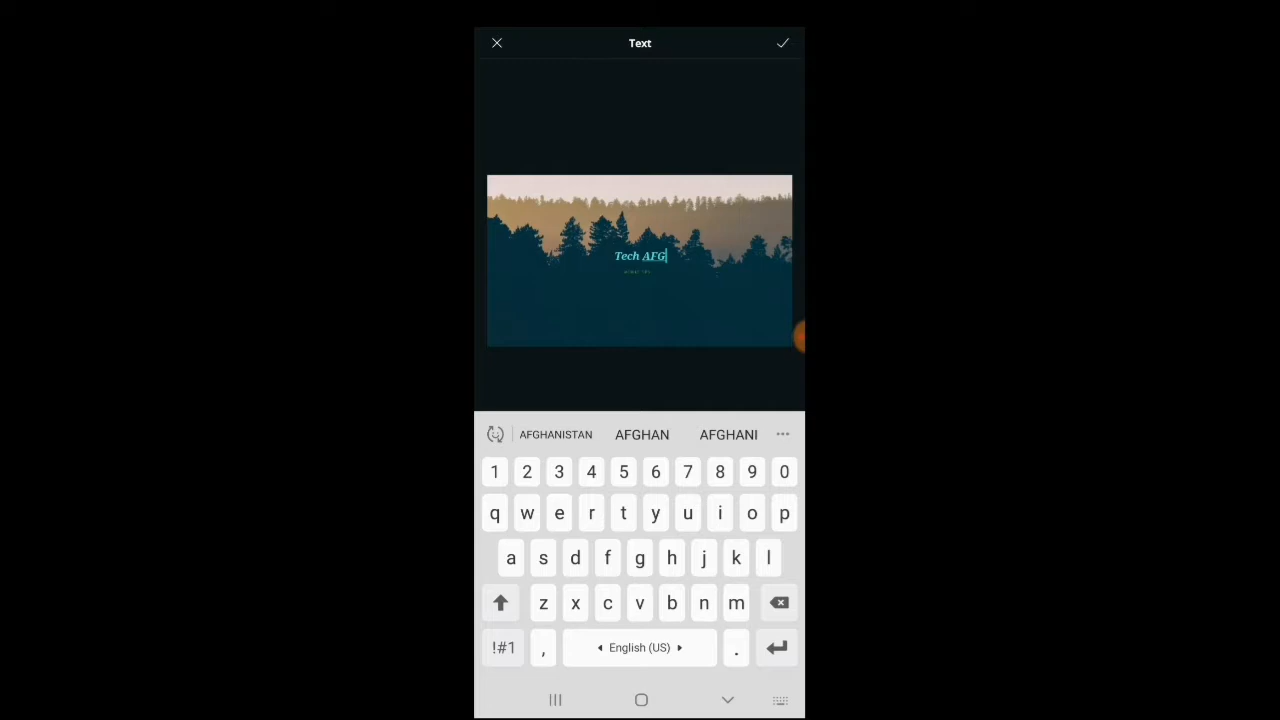 Text
Tech AFG
AFGHANISTAN AFGHAN AFGHANI
1 2 3 4 5 6 7 8 9 0
q w e r t y u i o p
a s d f g h j k l
z x c v b n m
!#1 , English (US) .